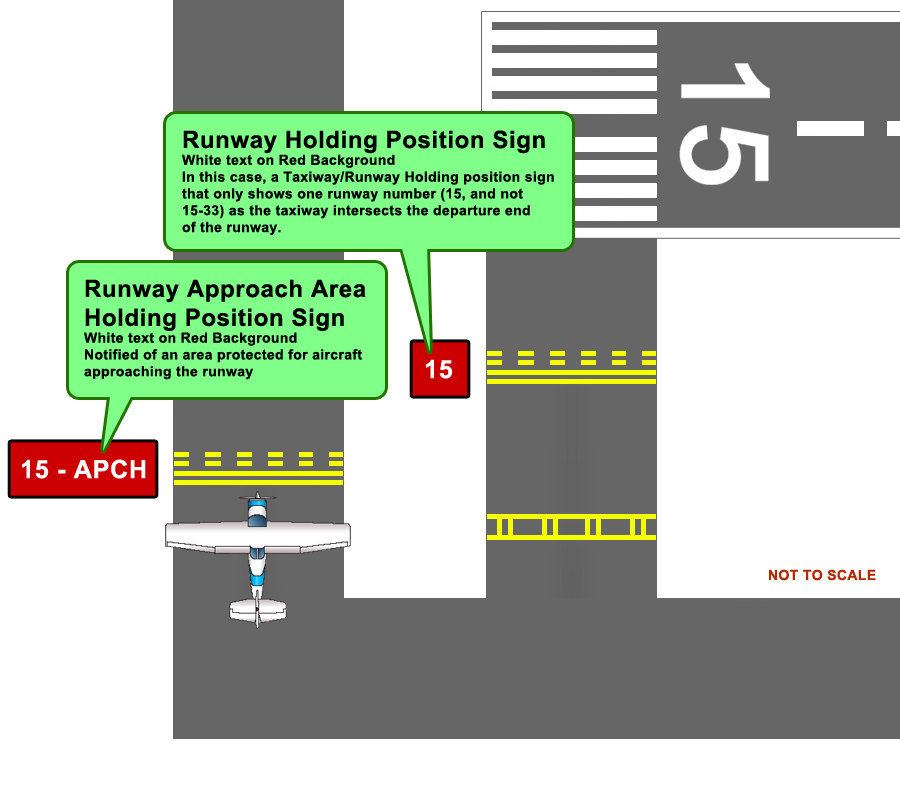 15
Runway Holding Position Sign
White text on Red Background
In this case, a Taxiway/Runway Holding position sign
that only shows one runway number (15, and not
15-33) as the taxiway intersects the departure end
of the runway.
Runway Approach Area
Holding Position Sign
White text on Red Background
Notified of an area protected for aircraft
approaching the runway
15
15 - APCH
NOT TO SCALE